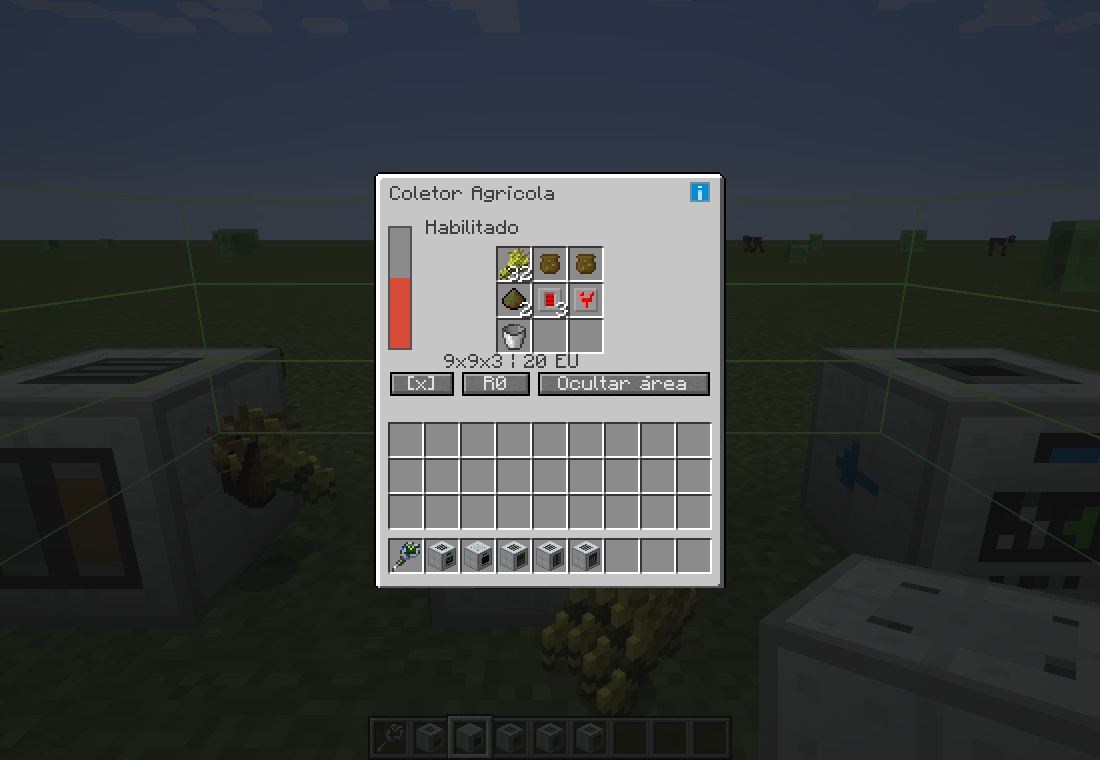 Coletor Agrícola
i
Habilitado
32
2 3
9x9x3 | 20 EU
[x] R0 Ocultar área